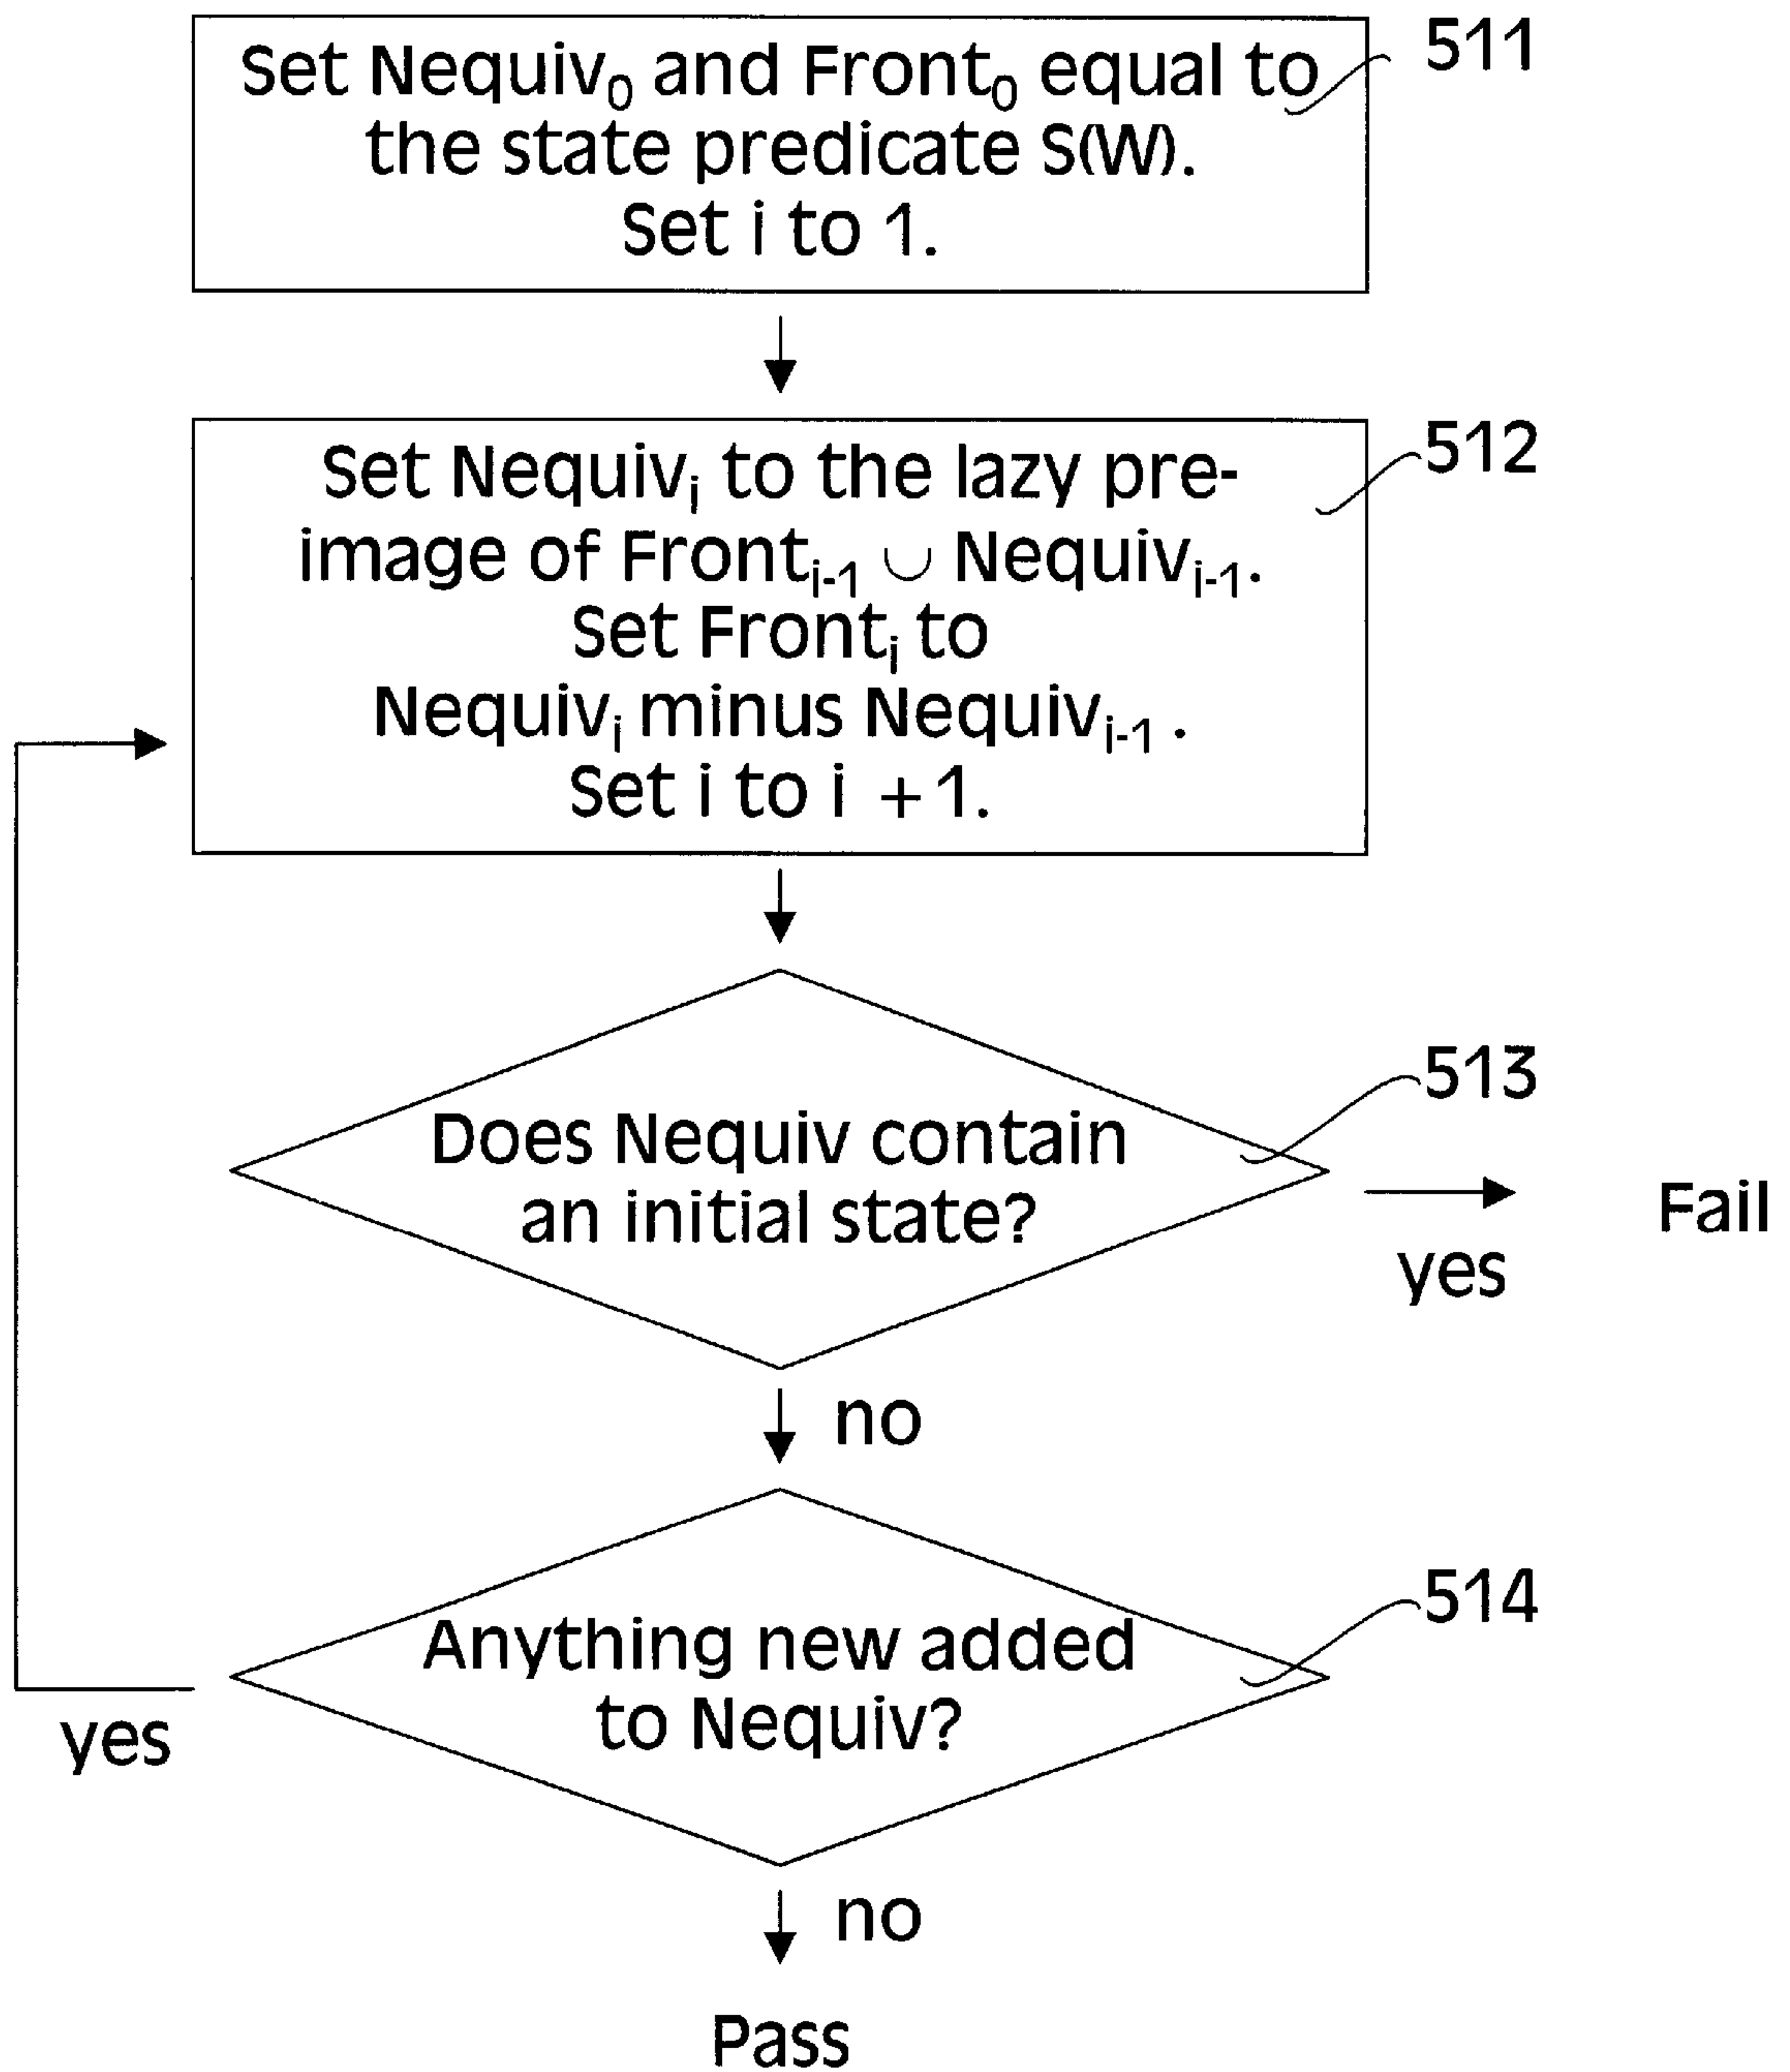 Set Nequiv₀ and Front₀ equal to
the state predicate S(W).
Set i to 1.
511
Set Nequivᵢ to the lazy pre-
image of Frontᵢ₋₁ ∪ Nequivᵢ₋₁.
Set Frontᵢ to
Nequivᵢ minus Nequivᵢ₋₁ .
Set i to i + 1.
512
Does Nequiv contain
an initial state?
513
yes
Fail
no
Anything new added
to Nequiv?
514
yes
no
Pass